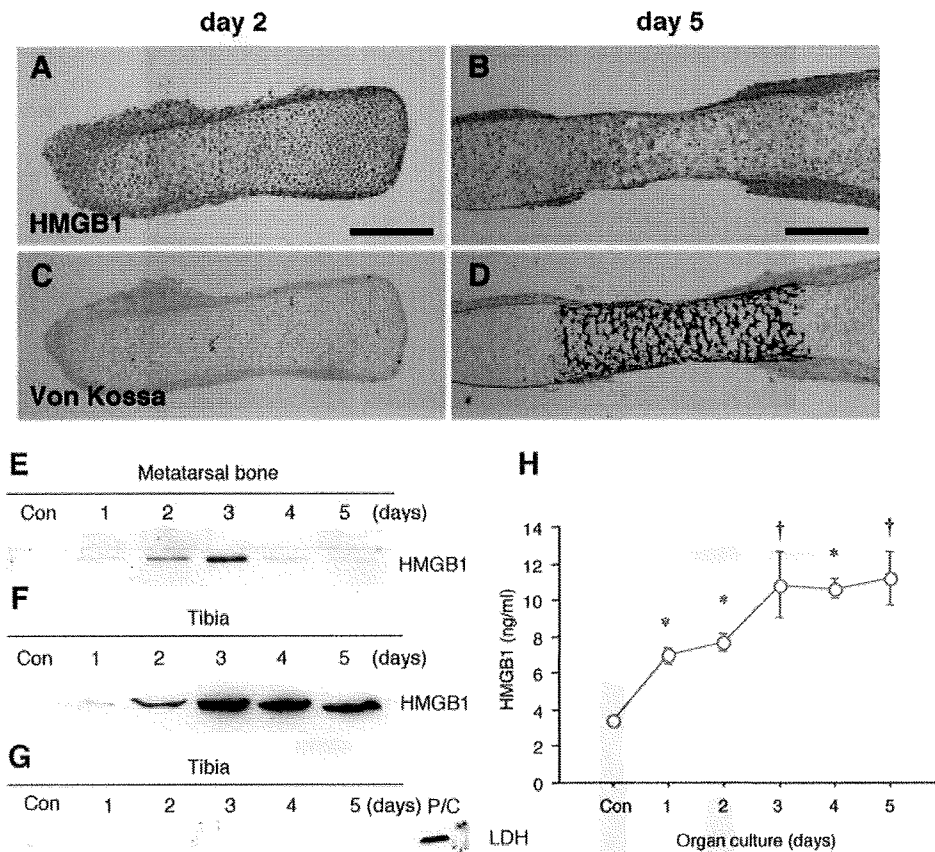 day 2
day 5
A
B
HMGB1
C
D
Von Kossa
E
Metatarsal bone
Con 1 2 3 4 5 (days)
HMGB1
F
Tibia
Con 1 2 3 4 5 (days)
HMGB1
G
Tibia
Con 1 2 3 4 5 (days) P/C
LDH
H
HMGB1 (ng/ml)
14
12
10
8
6
4
2
0
* * † * †
Con 1 2 3 4 5
Organ culture (days)